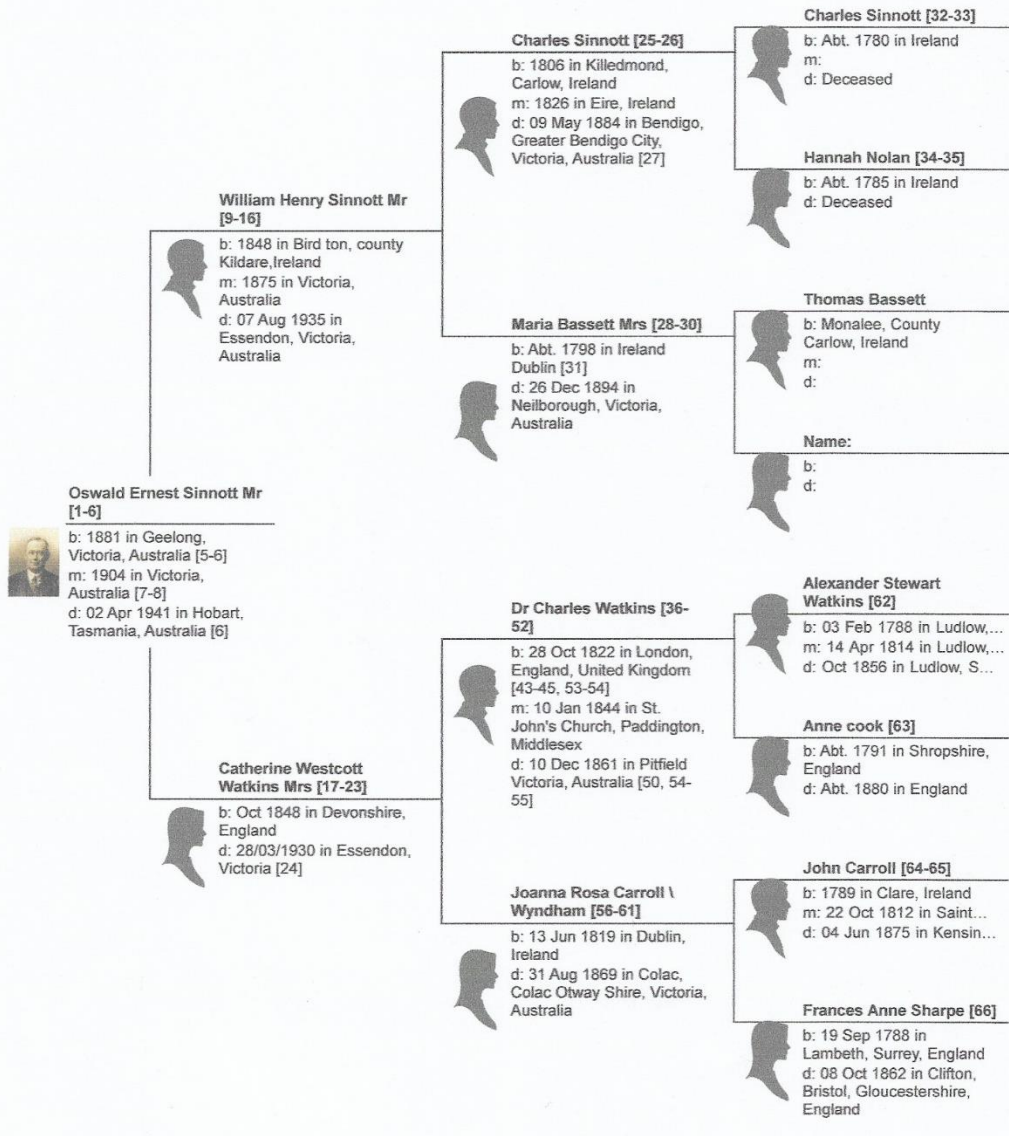 Charles Sinnott [32-33]
b: Abt. 1780 in Ireland
m:
d: Deceased
Charles Sinnott [25-26]
b: 1806 in Killedmond,
Carlow, Ireland
m: 1826 in Eire, Ireland
d: 09 May 1884 in Bendigo,
Greater Bendigo City,
Victoria, Australia [27]
Hannah Nolan [34-35]
b: Abt. 1785 in Ireland
d: Deceased
William Henry Sinnott Mr
[9-16]
b: 1848 in Bird ton, county
Kildare,Ireland
m: 1875 in Victoria,
Australia
d: 07 Aug 1935 in
Essendon, Victoria,
Australia
Thomas Bassett
b: Monalee, County
Carlow, Ireland
m:
d:
Maria Bassett Mrs [28-30]
b: Abt. 1798 in Ireland
Dublin [31]
d: 26 Dec 1894 in
Neilborough, Victoria,
Australia
Name:
b:
d:
Oswald Ernest Sinnott Mr
[1-6]
b: 1881 in Geelong,
Victoria, Australia [5-6]
m: 1904 in Victoria,
Australia [7-8]
d: 02 Apr 1941 in Hobart,
Tasmania, Australia [6]
Alexander Stewart
Watkins [62]
b: 03 Feb 1788 in Ludlow,...
m: 14 Apr 1814 in Ludlow,...
d: Oct 1856 in Ludlow, S...
Dr Charles Watkins [36-
52]
b: 28 Oct 1822 in London,
England, United Kingdom
[43-45, 53-54]
m: 10 Jan 1844 in St.
John's Church, Paddington,
Middlesex
d: 10 Dec 1861 in Pitfield
Victoria, Australia [50, 54-
55]
Anne cook [63]
b: Abt. 1791 in Shropshire,
England
d: Abt. 1880 in England
Catherine Westcott
Watkins Mrs [17-23]
b: Oct 1848 in Devonshire,
England
d: 28/03/1930 in Essendon,
Victoria [24]
John Carroll [64-65]
b: 1789 in Clare, Ireland
m: 22 Oct 1812 in Saint...
d: 04 Jun 1875 in Kensin...
Joanna Rosa Carroll \
Wyndham [56-61]
b: 13 Jun 1819 in Dublin,
Ireland
d: 31 Aug 1869 in Colac,
Colac Otway Shire, Victoria,
Australia
Frances Anne Sharpe [66]
b: 19 Sep 1788 in
Lambeth, Surrey, England
d: 08 Oct 1862 in Clifton,
Bristol, Gloucestershire,
England